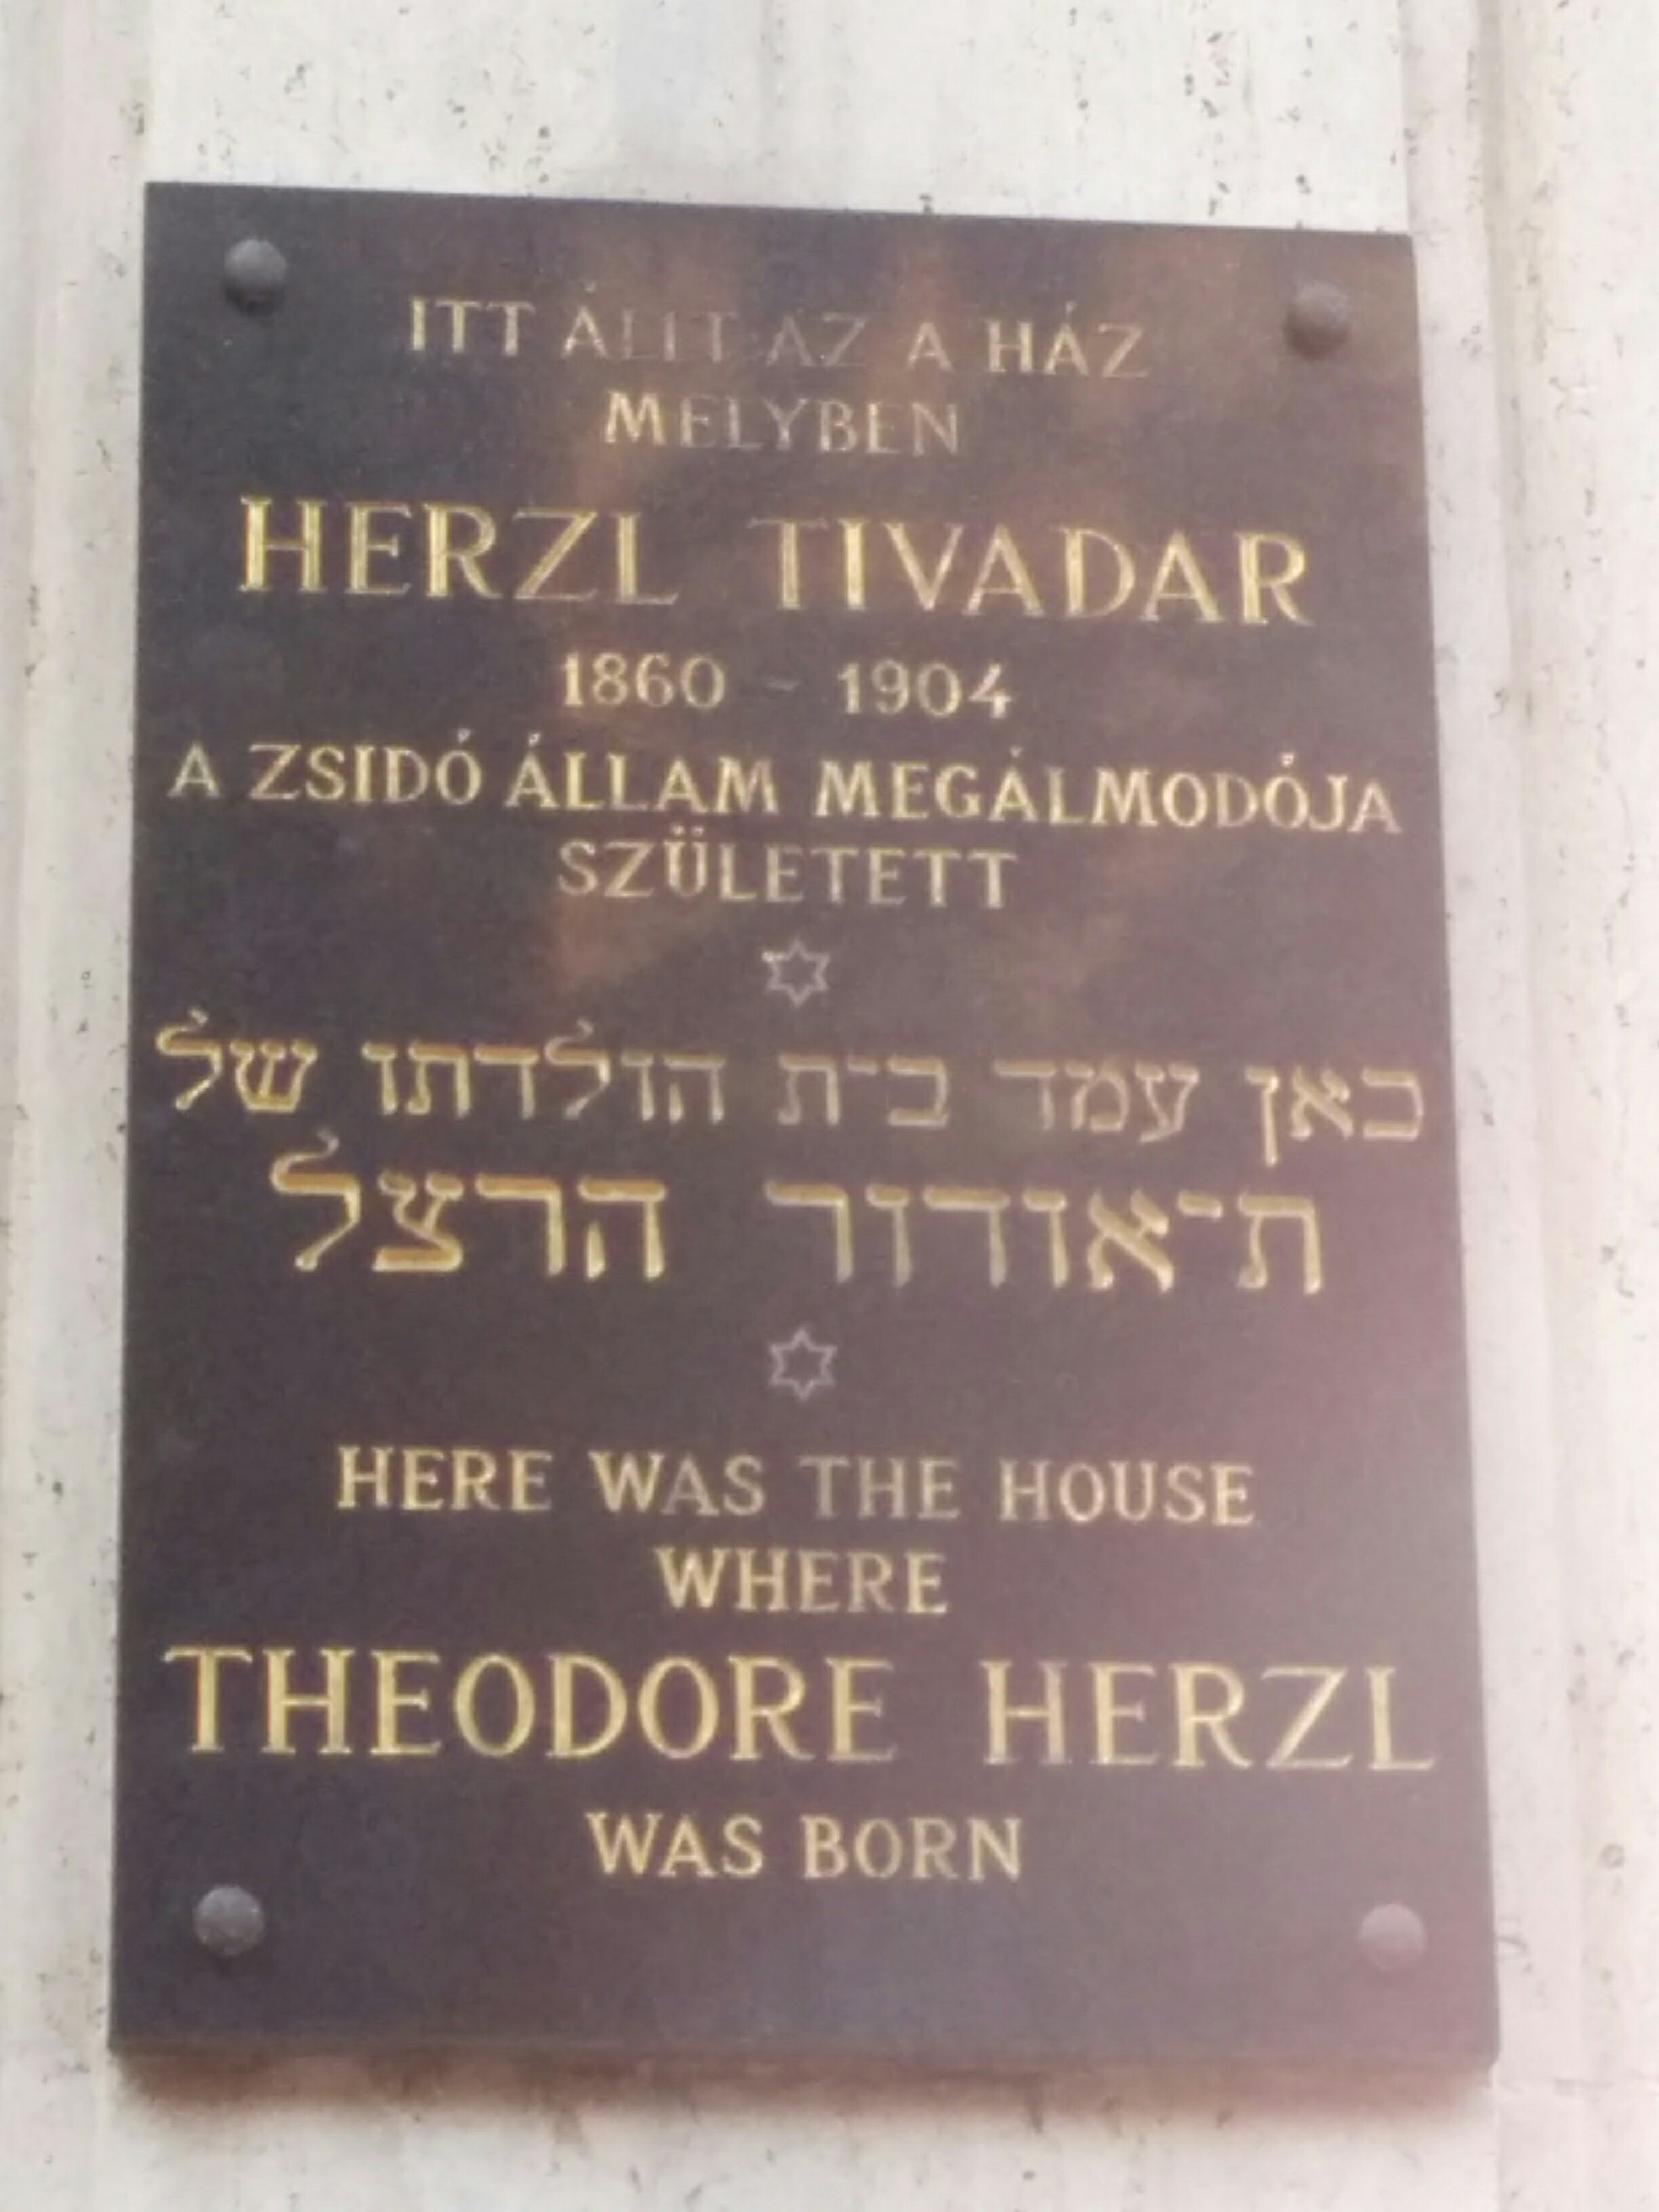 ITT ÁLLT AZ A HÁZ
MELYBEN
HERZL TIVADAR
1860 - 1904
A ZSIDÓ ÁLLAM MEGÁLMODÓJA
SZÜLETETT
כאן עמד בית הולדתו של
תיאודור הרצל
HERE WAS THE HOUSE
WHERE
THEODORE HERZL
WAS BORN